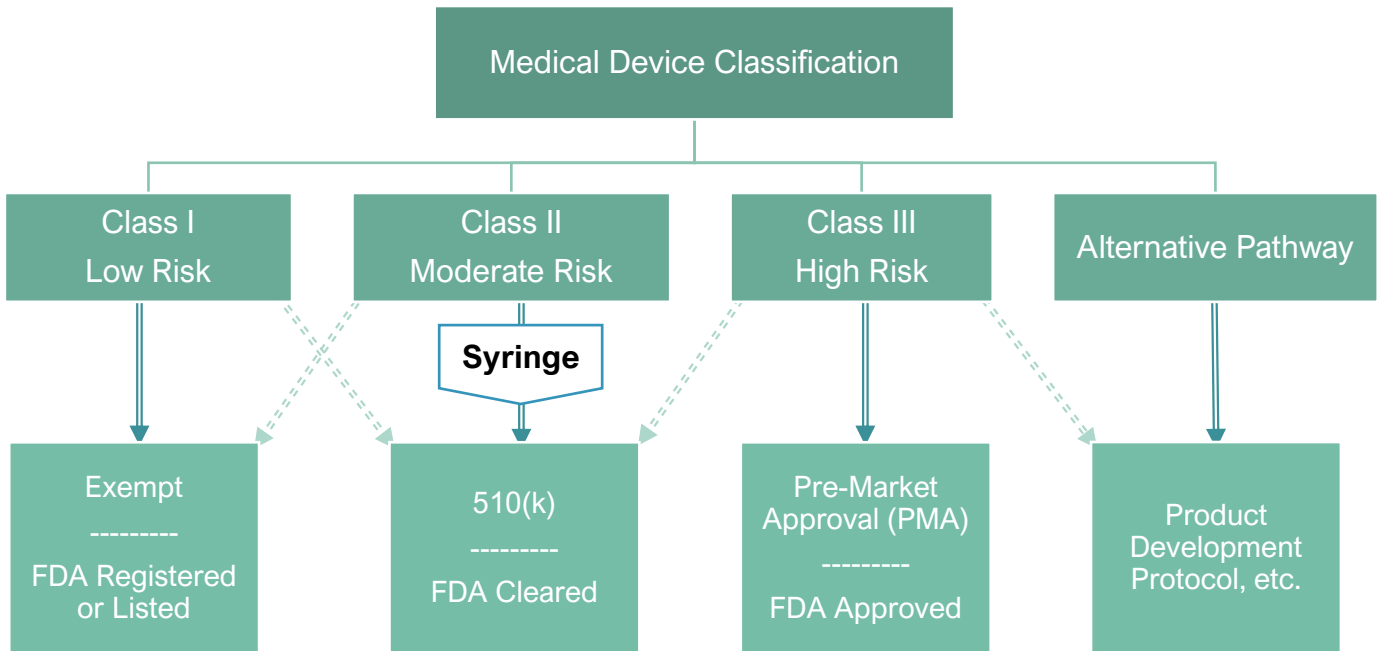 Medical Device Classification
Class I
Low Risk
Class II
Moderate Risk
Class III
High Risk
Alternative Pathway
Syringe
Exempt
---------
FDA Registered
or Listed
510(k)
---------
FDA Cleared
Pre-Market
Approval (PMA)
---------
FDA Approved
Product
Development
Protocol, etc.